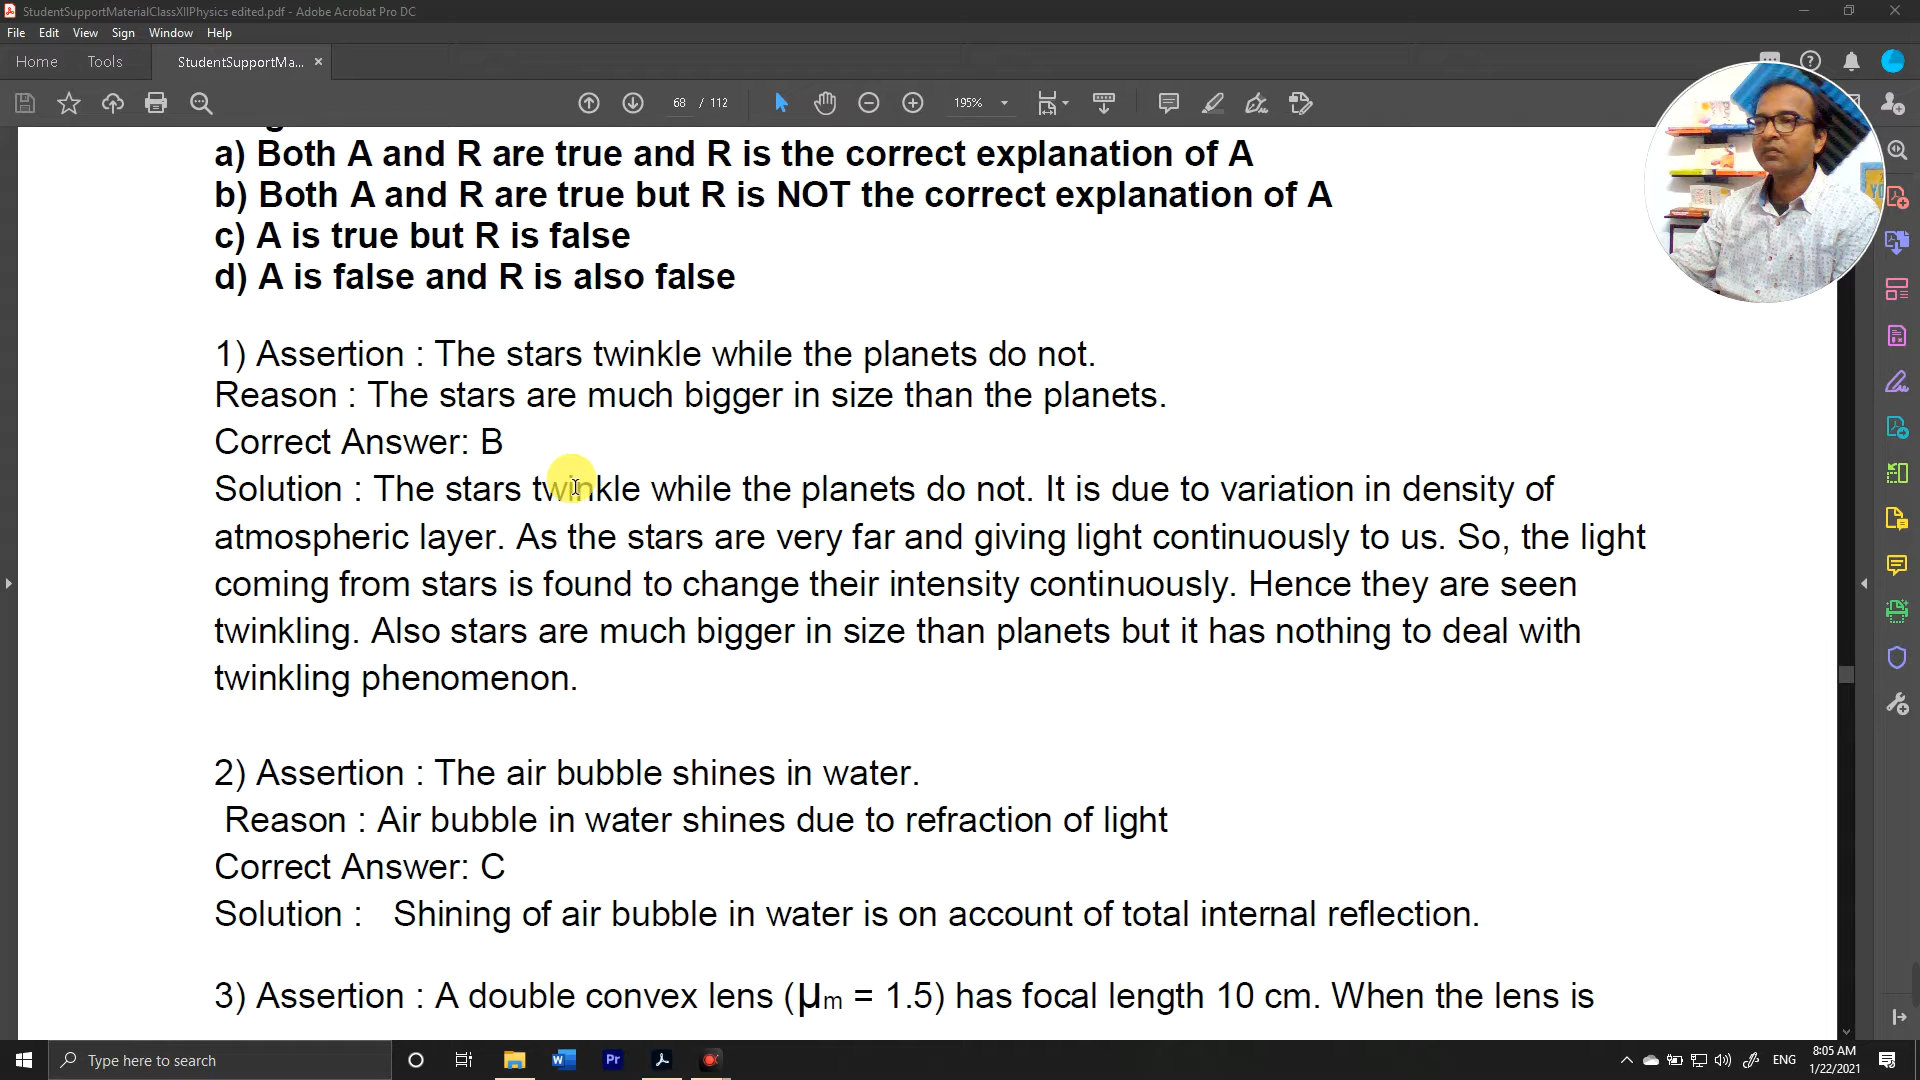 StudentSupportMaterialClassXIIPhysics edited.pdf - Adobe Acrobat Pro DC
File Edit View Sign Window Help
Home Tools StudentSupportMa... ×
68 / 112 195%
a) Both A and R are true and R is the correct explanation of A
b) Both A and R are true but R is NOT the correct explanation of A
c) A is true but R is false
d) A is false and R is also false
1) Assertion : The stars twinkle while the planets do not.
Reason : The stars are much bigger in size than the planets.
Correct Answer: B
Solution : The stars twinkle while the planets do not. It is due to variation in density of
atmospheric layer. As the stars are very far and giving light continuously to us. So, the light
coming from stars is found to change their intensity continuously. Hence they are seen
twinkling. Also stars are much bigger in size than planets but it has nothing to deal with
twinkling phenomenon.
2) Assertion : The air bubble shines in water.
Reason : Air bubble in water shines due to refraction of light
Correct Answer: C
Solution : Shining of air bubble in water is on account of total internal reflection.
3) Assertion : A double convex lens (μm = 1.5) has focal length 10 cm. When the lens is
Type here to search
Pr
ENG
8:05 AM
1/22/2021